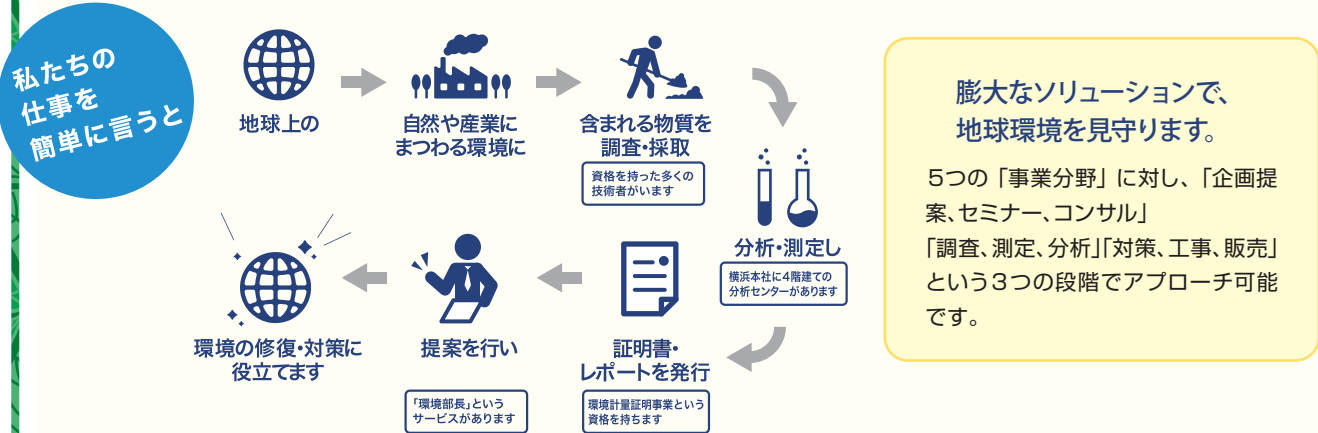 私たちの
仕事を
簡単に言うと
地球上の
自然や産業に
まつわる環境に
含まれる物質を
調査・採取
資格を持った多くの
技術者がいます
分析・測定し
横浜本社に4階建ての
分析センターがあります
証明書・
レポートを発行
環境計量証明事業という
資格を持ちます
提案を行い
「環境部長」という
サービスがあります
環境の修復・対策に
役立てます
膨大なソリューションで、
地球環境を見守ります。
5つの「事業分野」に対し、「企画提
案、セミナー、コンサル」
「調査、測定、分析」「対策、工事、販売」
という3つの段階でアプローチ可能
です。